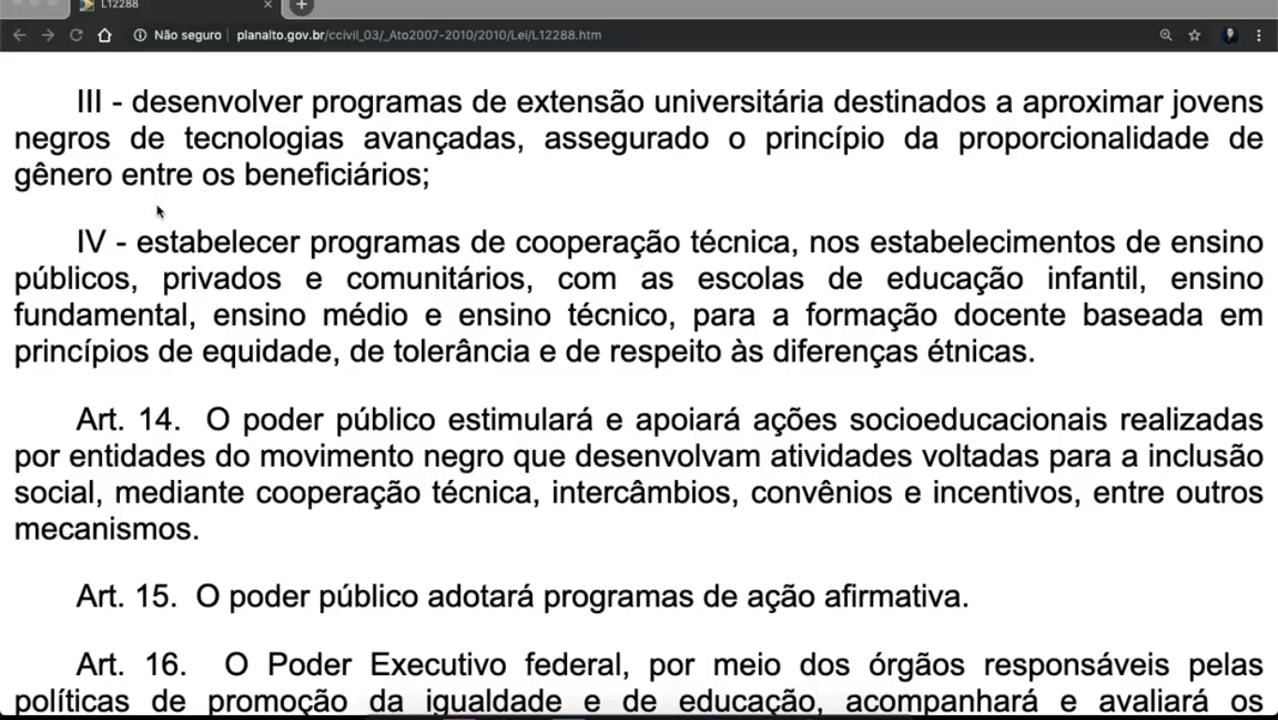 L12288
Não seguro
planalto.gov.br/ccivil_03/_Ato2007-2010/2010/Lei/L12288.htm
III - desenvolver programas de extensão universitária destinados a aproximar jovens
negros de tecnologias avançadas, assegurado o princípio da proporcionalidade de
gênero entre os beneficiários;
IV - estabelecer programas de cooperação técnica, nos estabelecimentos de ensino
públicos, privados e comunitários, com as escolas de educação infantil, ensino
fundamental, ensino médio e ensino técnico, para a formação docente baseada em
princípios de equidade, de tolerância e de respeito às diferenças étnicas.
Art. 14. O poder público estimulará e apoiará ações socioeducacionais realizadas
por entidades do movimento negro que desenvolvam atividades voltadas para a inclusão
social, mediante cooperação técnica, intercâmbios, convênios e incentivos, entre outros
mecanismos.
Art. 15. O poder público adotará programas de ação afirmativa.
Art. 16. O Poder Executivo federal, por meio dos órgãos responsáveis pelas
políticas de promoção da igualdade e de educação, acompanhará e avaliará os